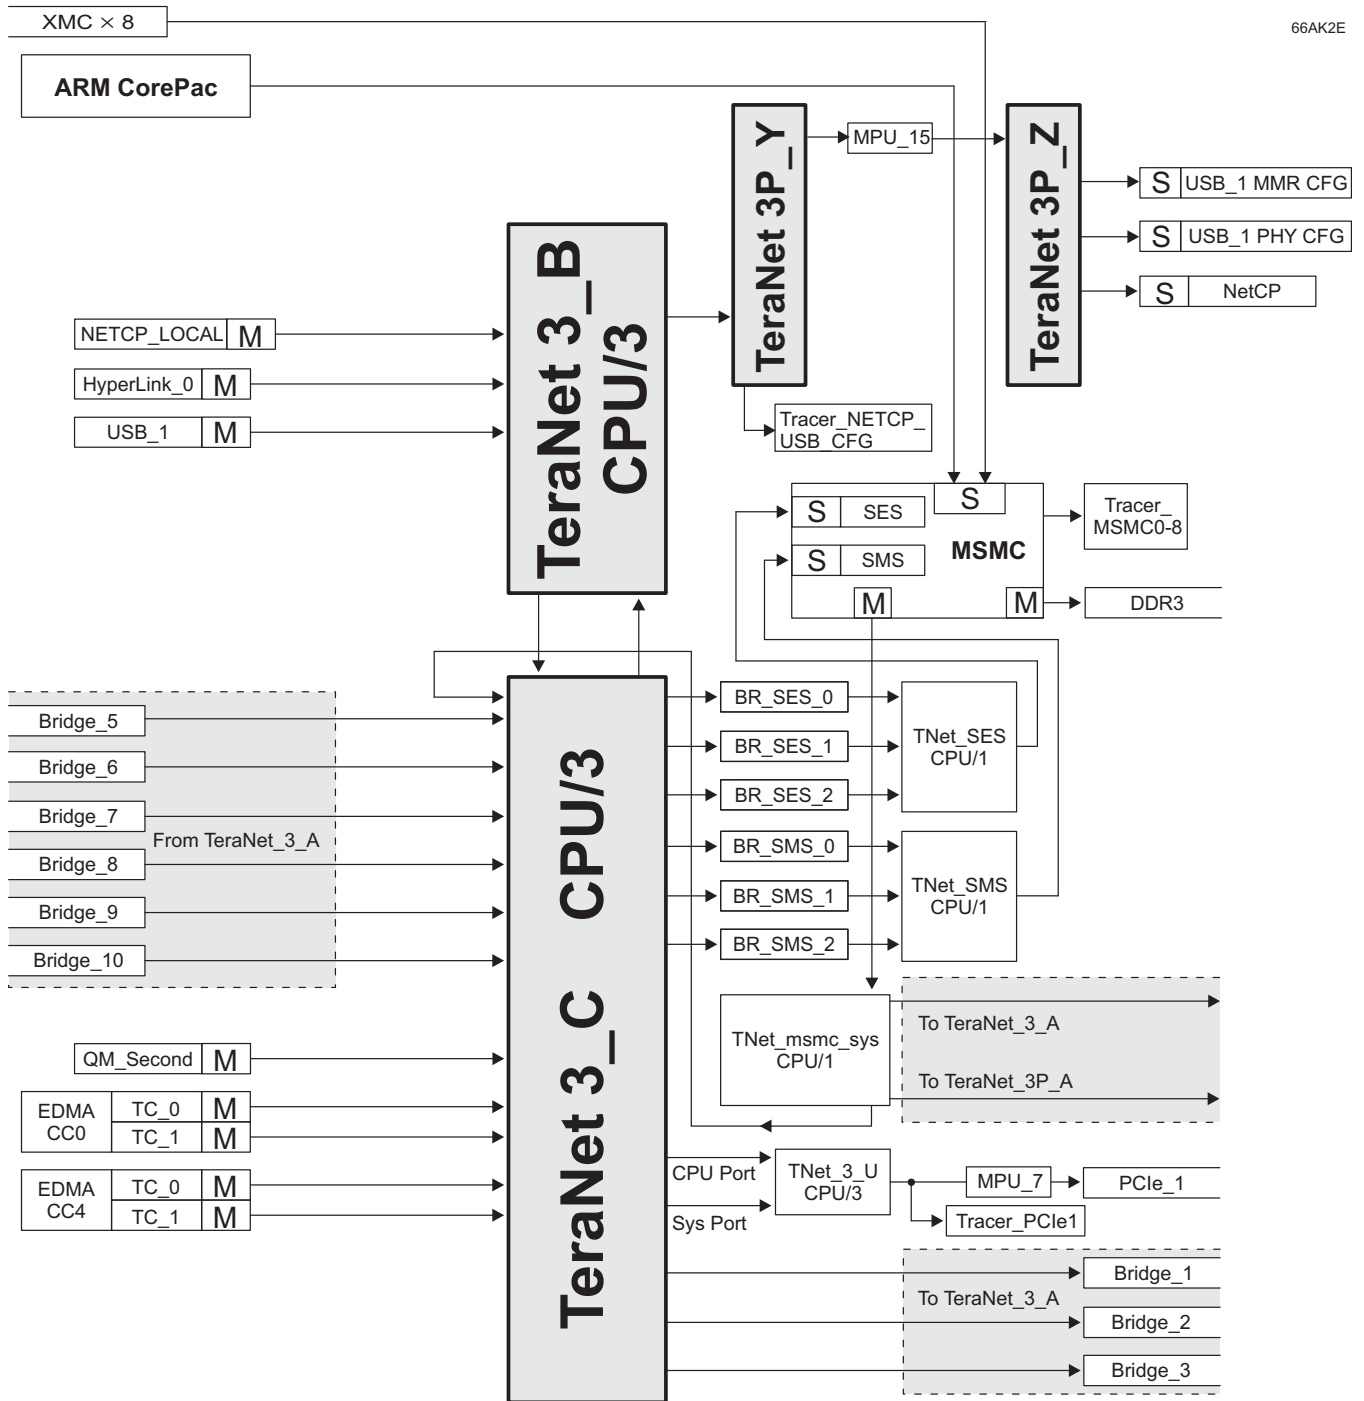 XMC × 8
66AK2E
ARM CorePac
TeraNet 3P_Y
MPU_15
TeraNet 3P_Z
S USB_1 MMR CFG
S USB_1 PHY CFG
S NetCP
TeraNet 3_B
CPU/3
NETCP_LOCAL M
HyperLink_0 M
USB_1 M
Tracer_NETCP_
USB_CFG
S
S SES
S SMS
MSMC
M
M
Tracer_
MSMC0-8
DDR3
Bridge_5
Bridge_6
Bridge_7
From TeraNet_3_A
Bridge_8
Bridge_9
Bridge_10
TeraNet 3_C CPU/3
BR_SES_0
BR_SES_1
BR_SES_2
TNet_SES
CPU/1
BR_SMS_0
BR_SMS_1
BR_SMS_2
TNet_SMS
CPU/1
TNet_msmc_sys
CPU/1
To TeraNet_3_A
To TeraNet_3P_A
QM_Second M
EDMA
CC0
TC_0 M
TC_1 M
EDMA
CC4
TC_0 M
TC_1 M
CPU Port
Sys Port
TNet_3_U
CPU/3
MPU_7
PCIe_1
Tracer_PCIe1
To TeraNet_3_A
Bridge_1
Bridge_2
Bridge_3